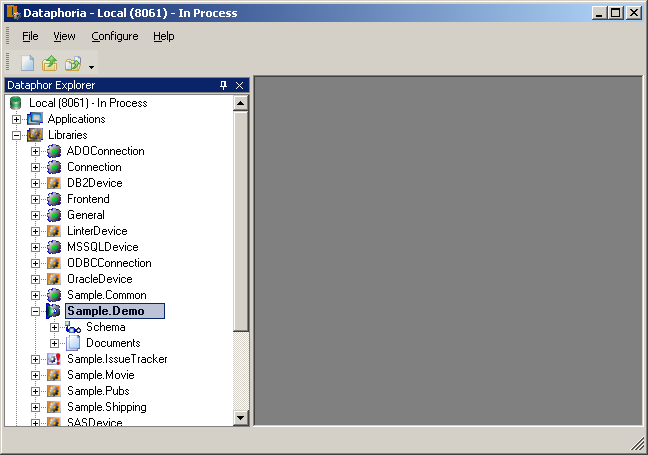 Dataphoria - Local (8061) - In Process
File View Configure Help
Dataphor Explorer
Local (8061) - In Process
Applications
Libraries
ADOConnection
Connection
DB2Device
Frontend
General
LinterDevice
MSSQLDevice
ODBCConnection
OracleDevice
Sample.Common
Sample.Demo
Schema
Documents
Sample.IssueTracker
Sample.Movie
Sample.Pubs
Sample.Shipping
SASDevice